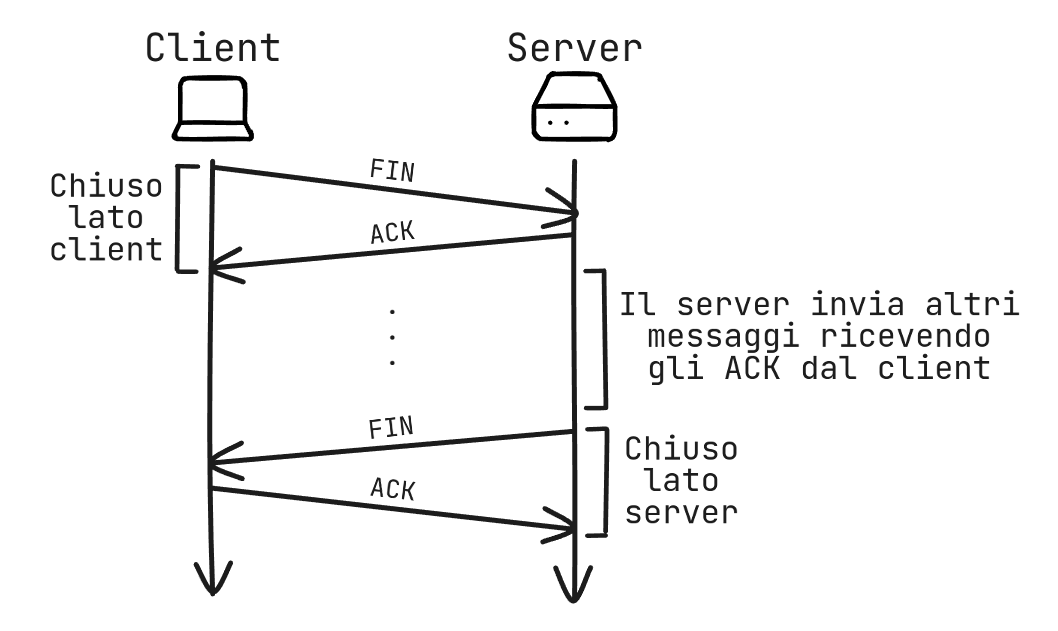 Client
Server
FIN
Chiuso
lato
client
ACK
Il server invia altri
messaggi ricevendo
gli ACK dal client
FIN
Chiuso
lato
server
ACK